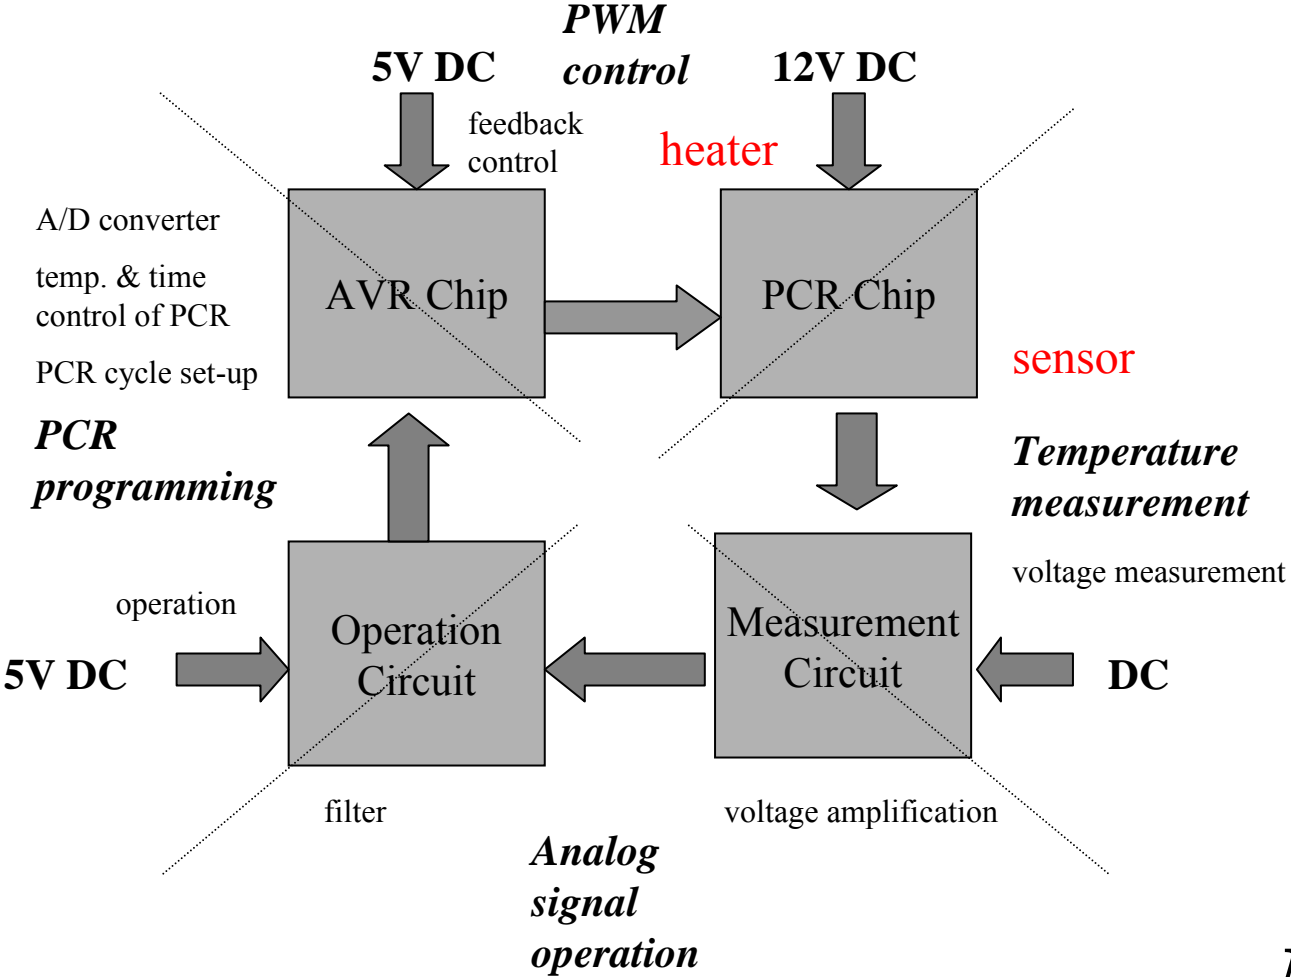 PWM
control
5V DC
12V DC
feedback
control
heater
A/D converter
temp. & time
control of PCR
PCR cycle set-up
AVR Chip
PCR Chip
sensor
PCR
programming
Temperature
measurement
voltage measurement
operation
5V DC
Operation
Circuit
Measurement
Circuit
DC
filter
voltage amplification
Analog
signal
operation